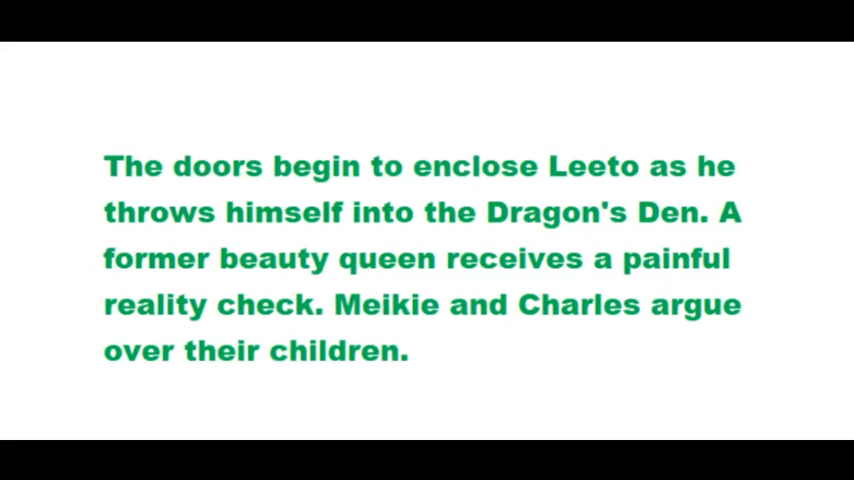 The doors begin to enclose Leeto as he
throws himself into the Dragon's Den. A
former beauty queen receives a painful
reality check. Meikie and Charles argue
over their children.